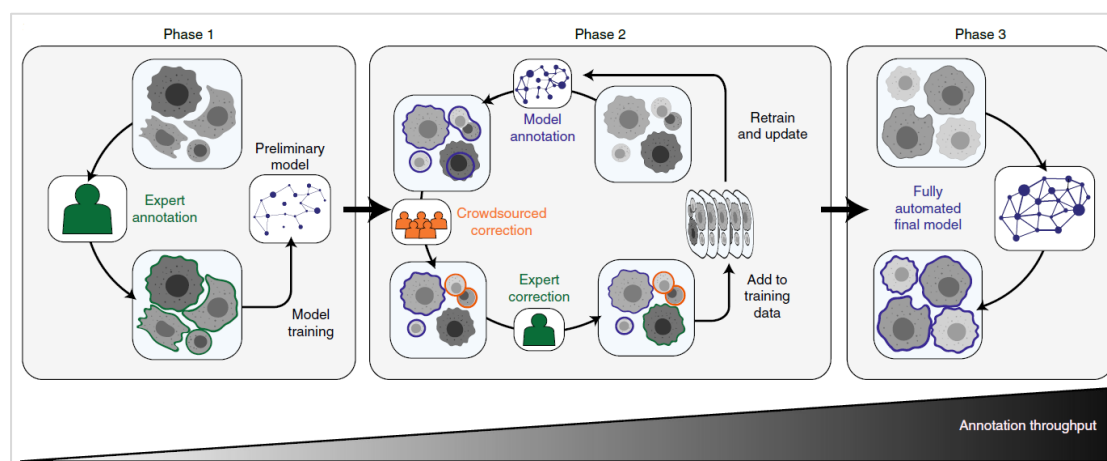 Phase 1
Phase 2
Phase 3
Expert
annotation
Preliminary
model
Model
training
Model
annotation
Retrain
and update
Crowdsourced
correction
Expert
correction
Add to
training
data
Fully
automated
final model
Annotation throughput